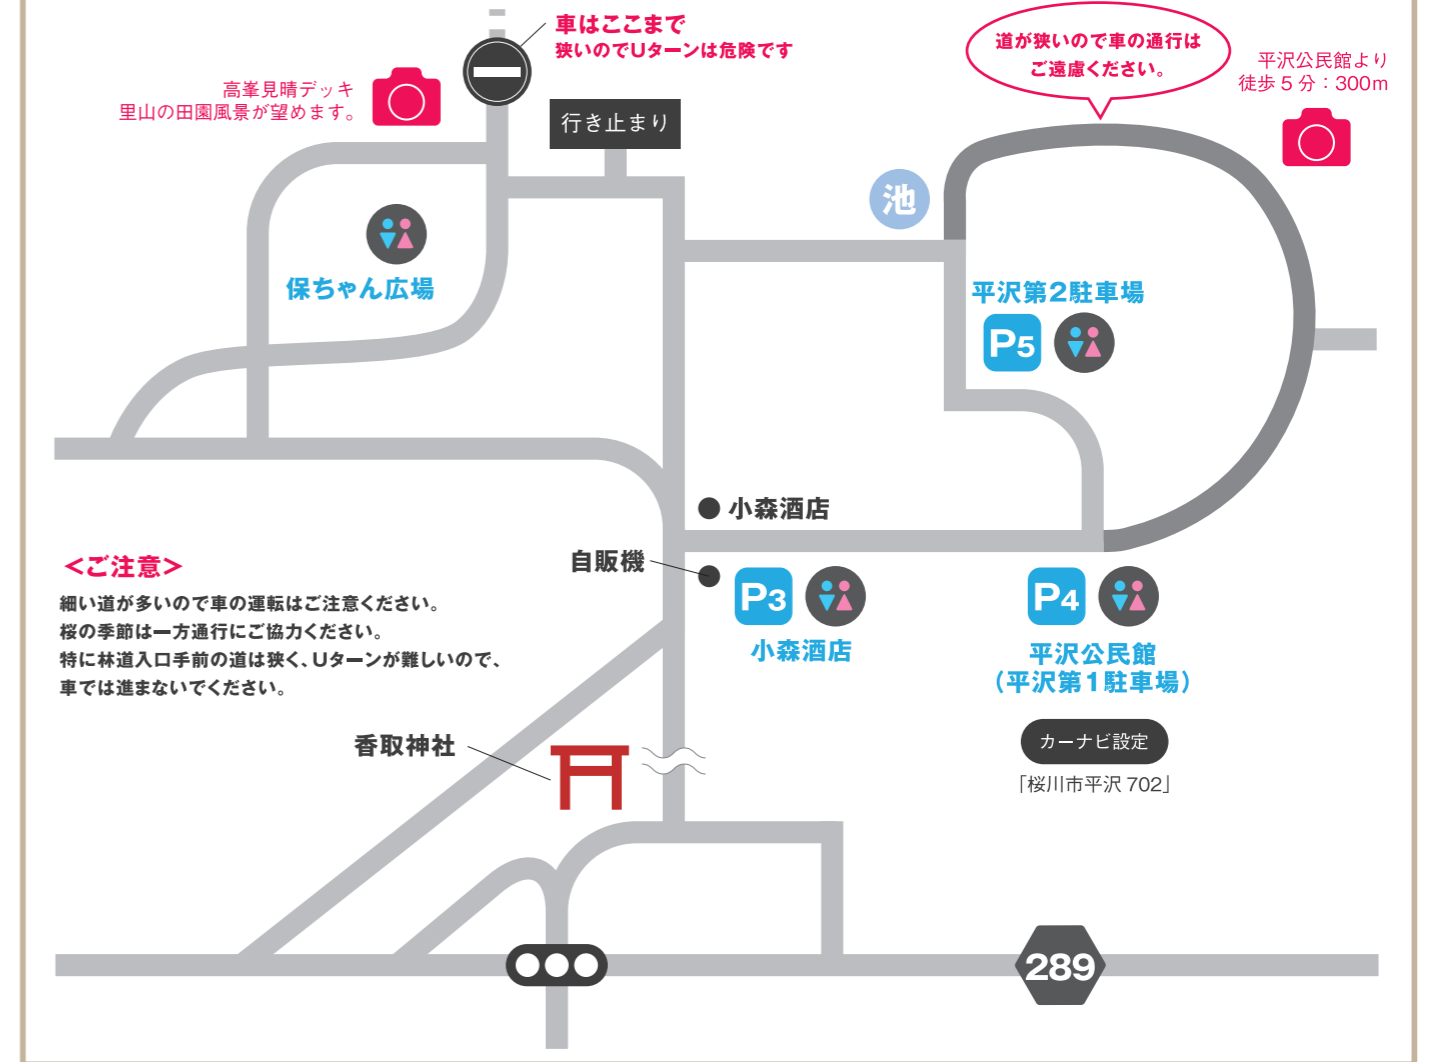 車はここまで
狭いのでUターンは危険です
道が狭いので車の通行は
ご遠慮ください。
平沢公民館より
徒歩5分：300m
高峯見晴デッキ
里山の田園風景が望めます。
行き止まり
池
保ちゃん広場
平沢第2駐車場
P5
小森酒店
自販機
P3
小森酒店
P4
平沢公民館
（平沢第1駐車場）
カーナビ設定
「桜川市平沢702」
＜ご注意＞
細い道が多いので車の運転はご注意ください。
桜の季節は一方通行にご協力ください。
特に林道入口手前の道は狭く、Uターンが難しいので、
車では進まないでください。
香取神社
289